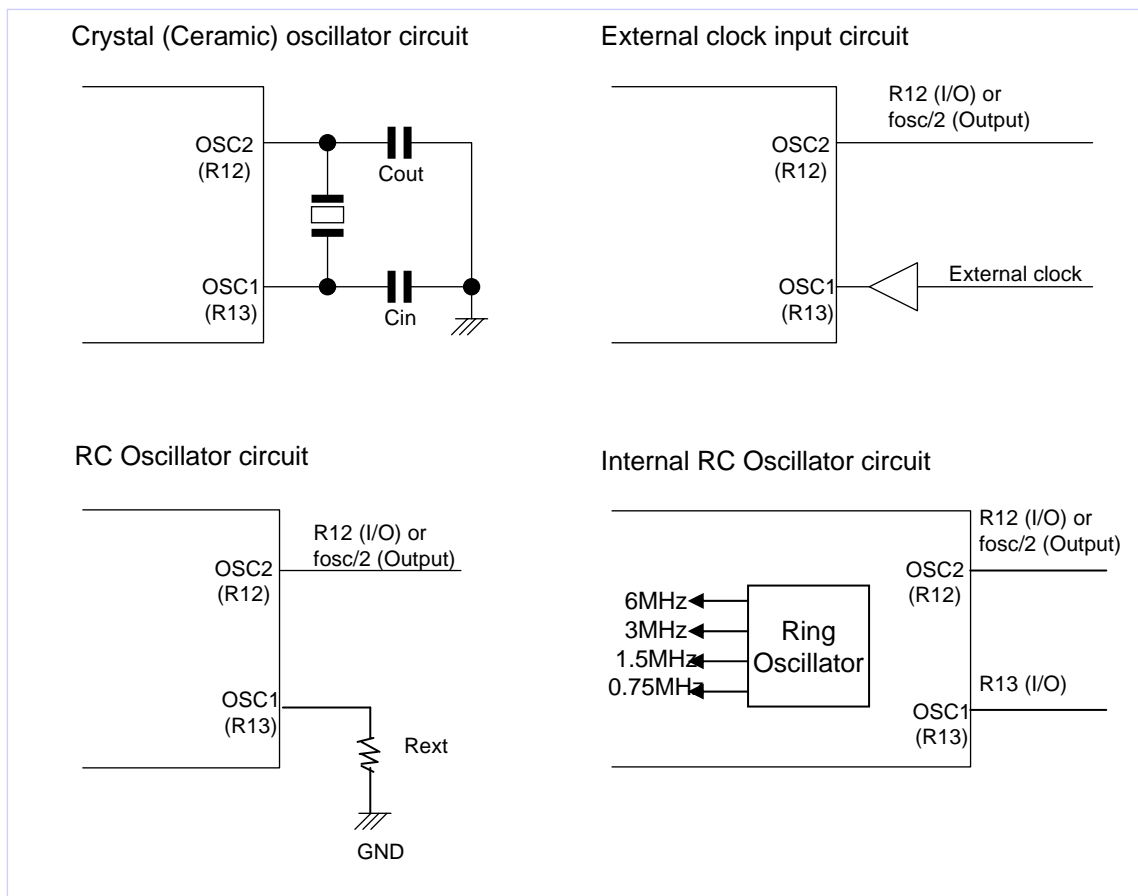 Crystal (Ceramic) oscillator circuit
OSC2
(R12)
Cout
OSC1
(R13)
Cin
External clock input circuit
R12 (I/O) or
fosc/2 (Output)
OSC2
(R12)
OSC1
(R13)
External clock
RC Oscillator circuit
R12 (I/O) or
fosc/2 (Output)
OSC2
(R12)
OSC1
(R13)
Rext
GND
Internal RC Oscillator circuit
R12 (I/O) or
fosc/2 (Output)
OSC2
(R12)
6MHz
3MHz
1.5MHz
0.75MHz
Ring
Oscillator
R13 (I/O)
OSC1
(R13)